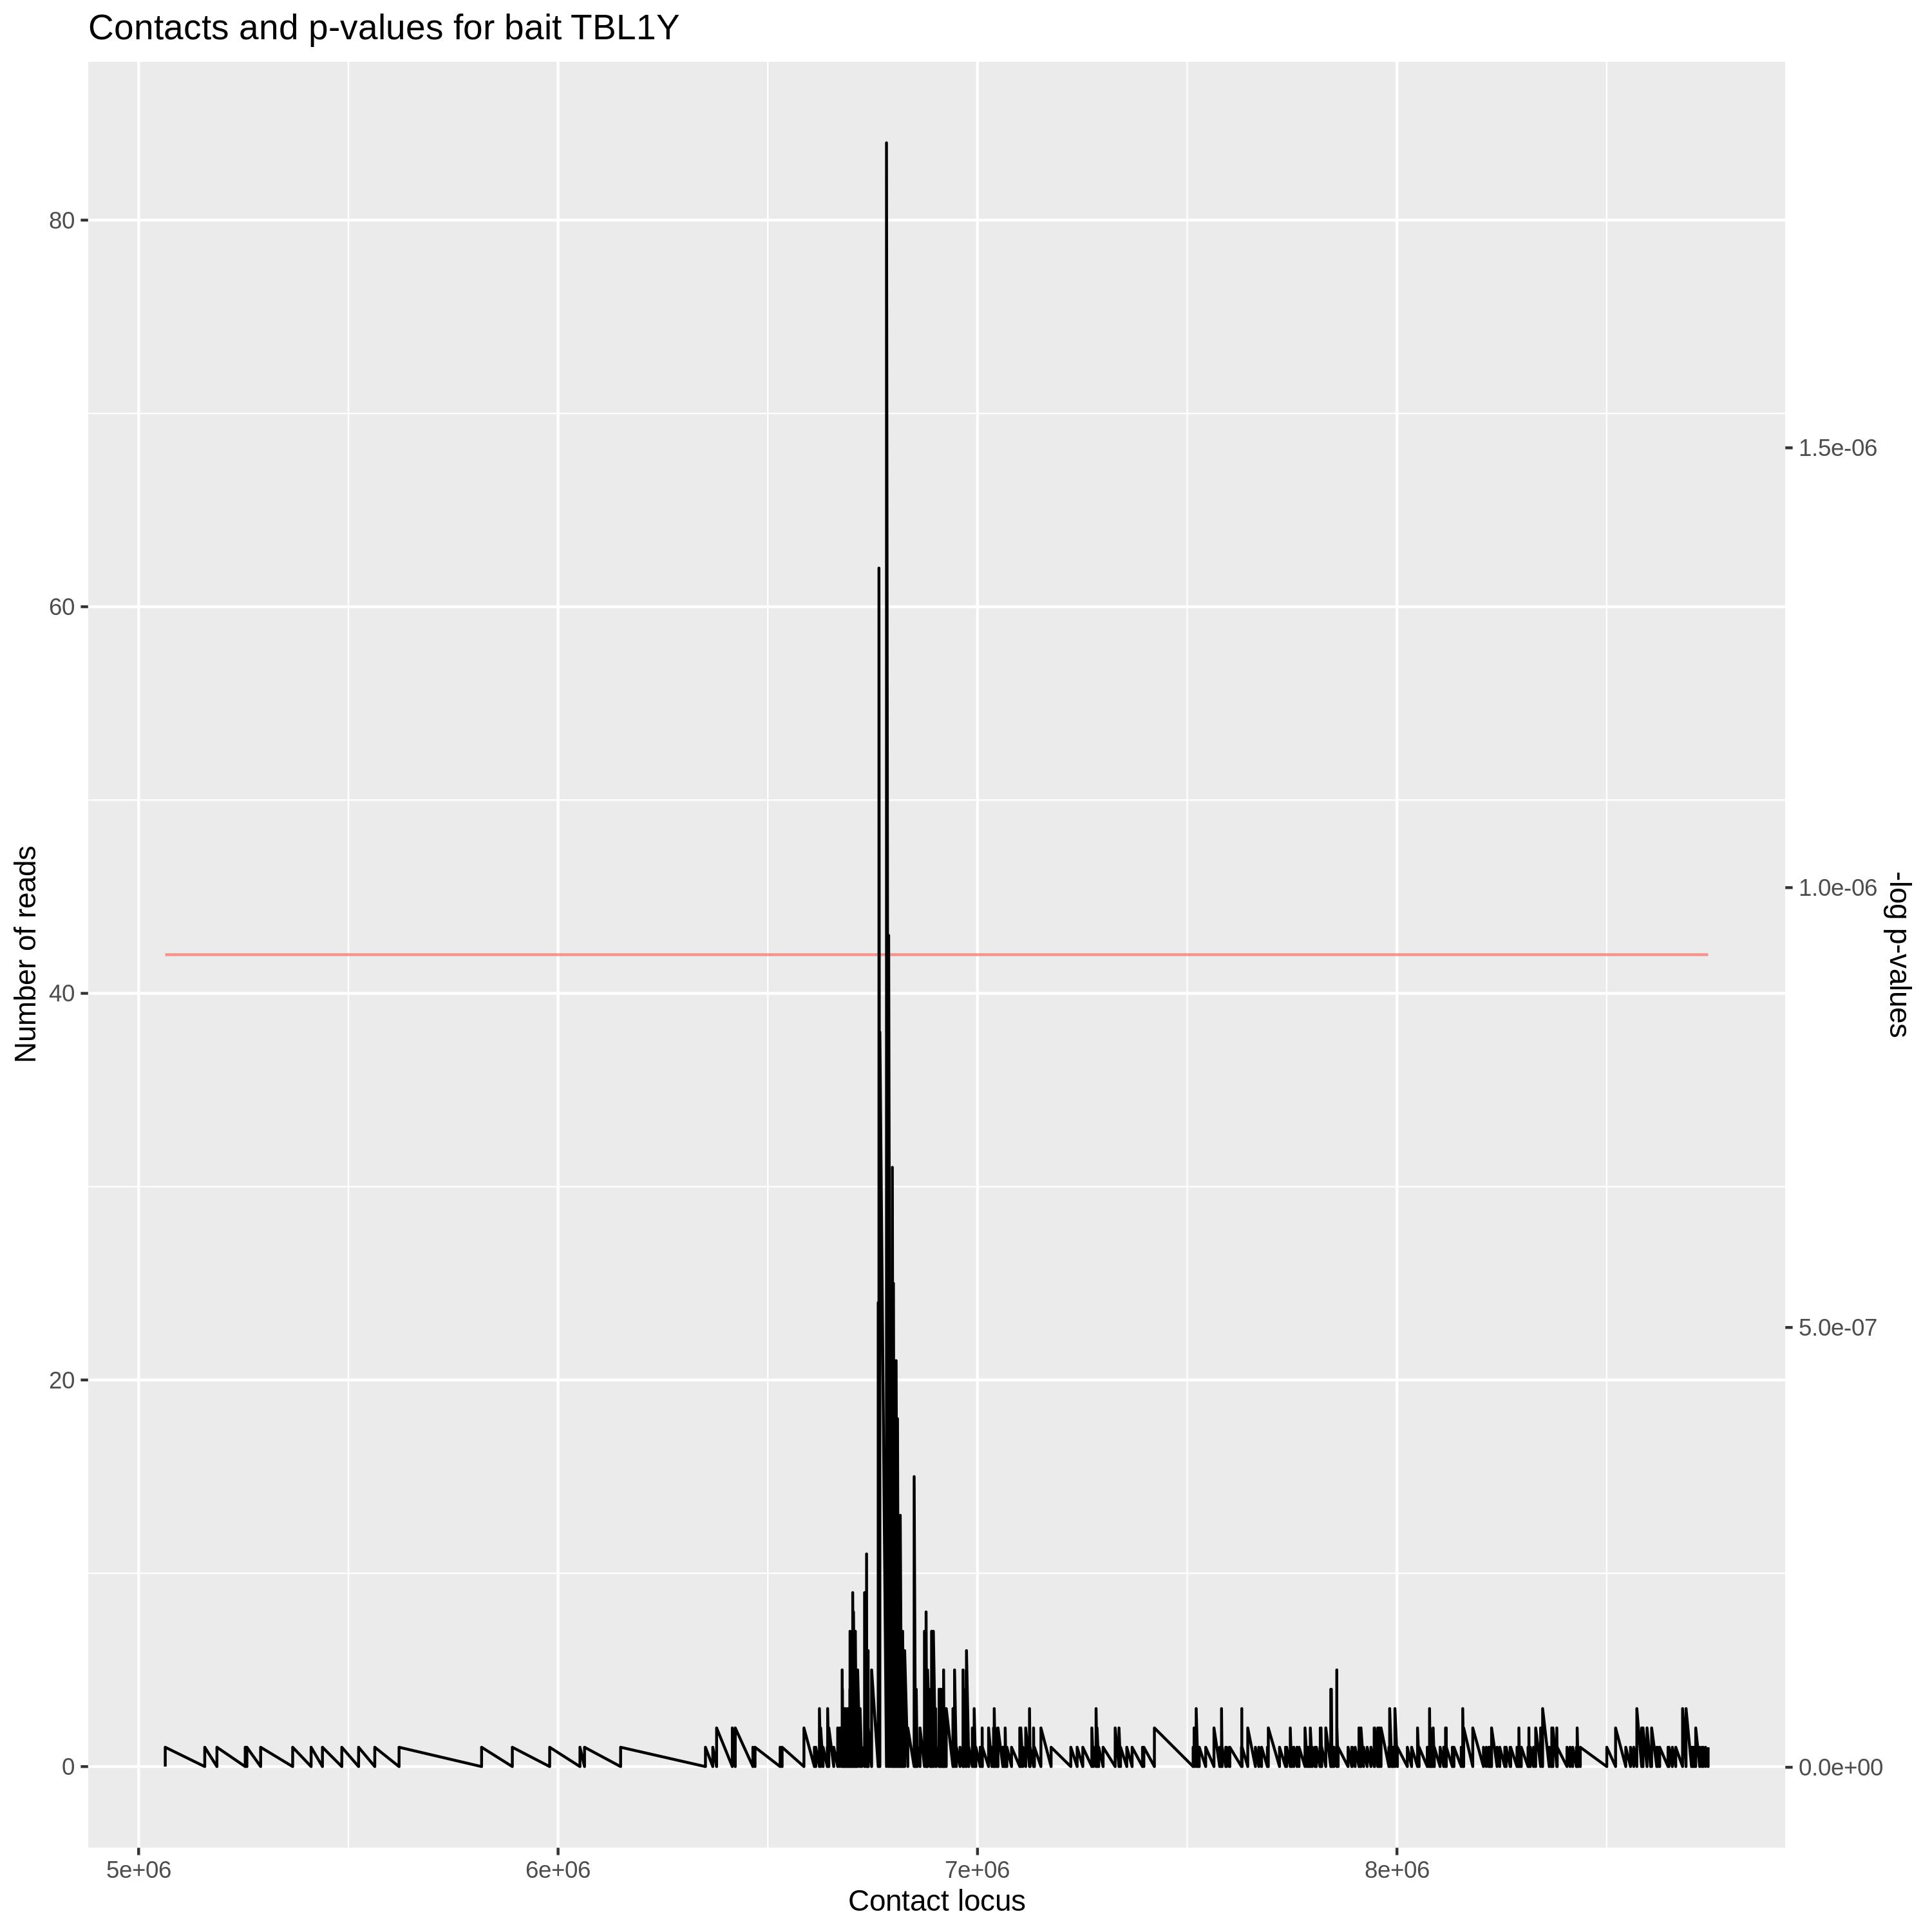 Contacts and p-values for bait TBL1Y
Number of reads
80
60
40
20
0
1.5e-06
1.0e-06
5.0e-07
0.0e+00
-log p-values
5e+06
6e+06
7e+06
8e+06
Contact locus